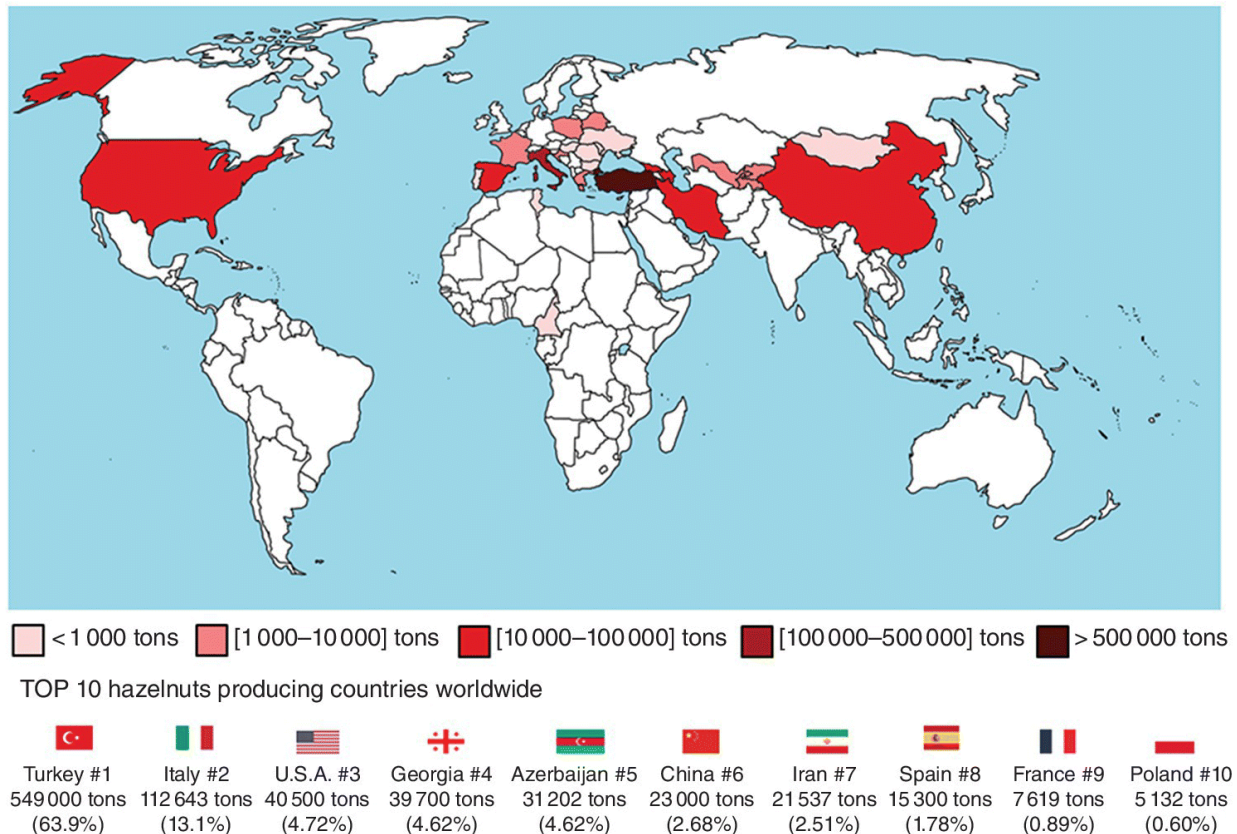 < 1 000 tons [1 000–10 000] tons [10 000–100 000] tons [100 000–500 000] tons > 500 000 tons
TOP 10 hazelnuts producing countries worldwide
Turkey #1 Italy #2 U.S.A. #3 Georgia #4 Azerbaijan #5 China #6 Iran #7 Spain #8 France #9 Poland #10
549 000 tons 112 643 tons 40 500 tons 39 700 tons 31 202 tons 23 000 tons 21 537 tons 15 300 tons 7 619 tons 5 132 tons
(63.9%) (13.1%) (4.72%) (4.62%) (4.62%) (2.68%) (2.51%) (1.78%) (0.89%) (0.60%)